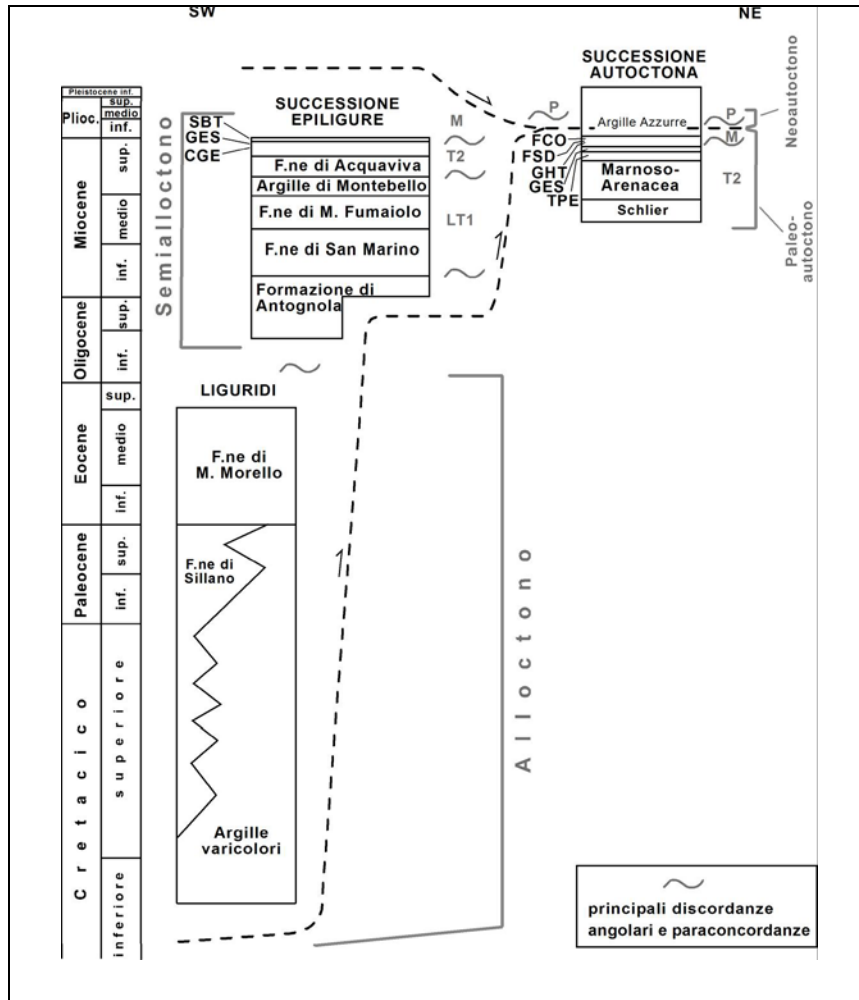 SW
NE
SUCCESSIONE
AUTOCTONA
Pleistocene inf.
Plioc.
sup.
medio
inf.
SBT
GES
CGE
SUCCESSIONE
EPILIGURE
M
P
Argille Azzurre
P
Neoautoctono
FCO
FSD
GHT
GES
TPE
M
Semialloctono
F.ne di Acquaviva
T2
Argille di Montebello
F.ne di M. Fumaiolo
LT1
F.ne di San Marino
Formazione di
Antognola
Marnoso-
Arenacea
Schlier
T2
Paleo-
autoctono
Miocene
sup.
medio
inf.
Oligocene
sup.
inf.
LIGURIDI
Eocene
sup.
medio
inf.
F.ne di
M. Morello
Paleocene
sup.
inf.
F.ne di
Sillano
Alloctono
Cretacico
superiore
inferiore
Argille
varicolori
principali discordanze
angolari e paraconcordanze